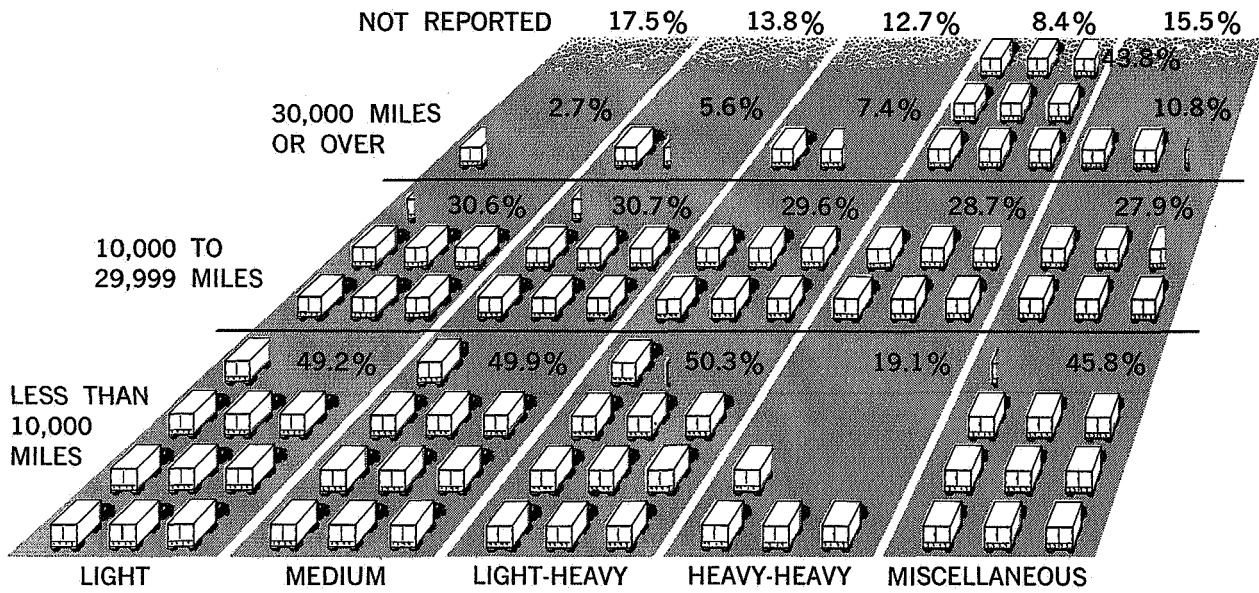 NOT REPORTED 17.5% 13.8% 12.7% 8.4% 15.5%
43.8%
30,000 MILES
OR OVER
2.7% 5.6% 7.4% 10.8%
10,000 TO
29,999 MILES
30.6% 30.7% 29.6% 28.7% 27.9%
LESS THAN
10,000
MILES
49.2% 49.9% 50.3% 19.1% 45.8%
LIGHT MEDIUM LIGHT-HEAVY HEAVY-HEAVY MISCELLANEOUS